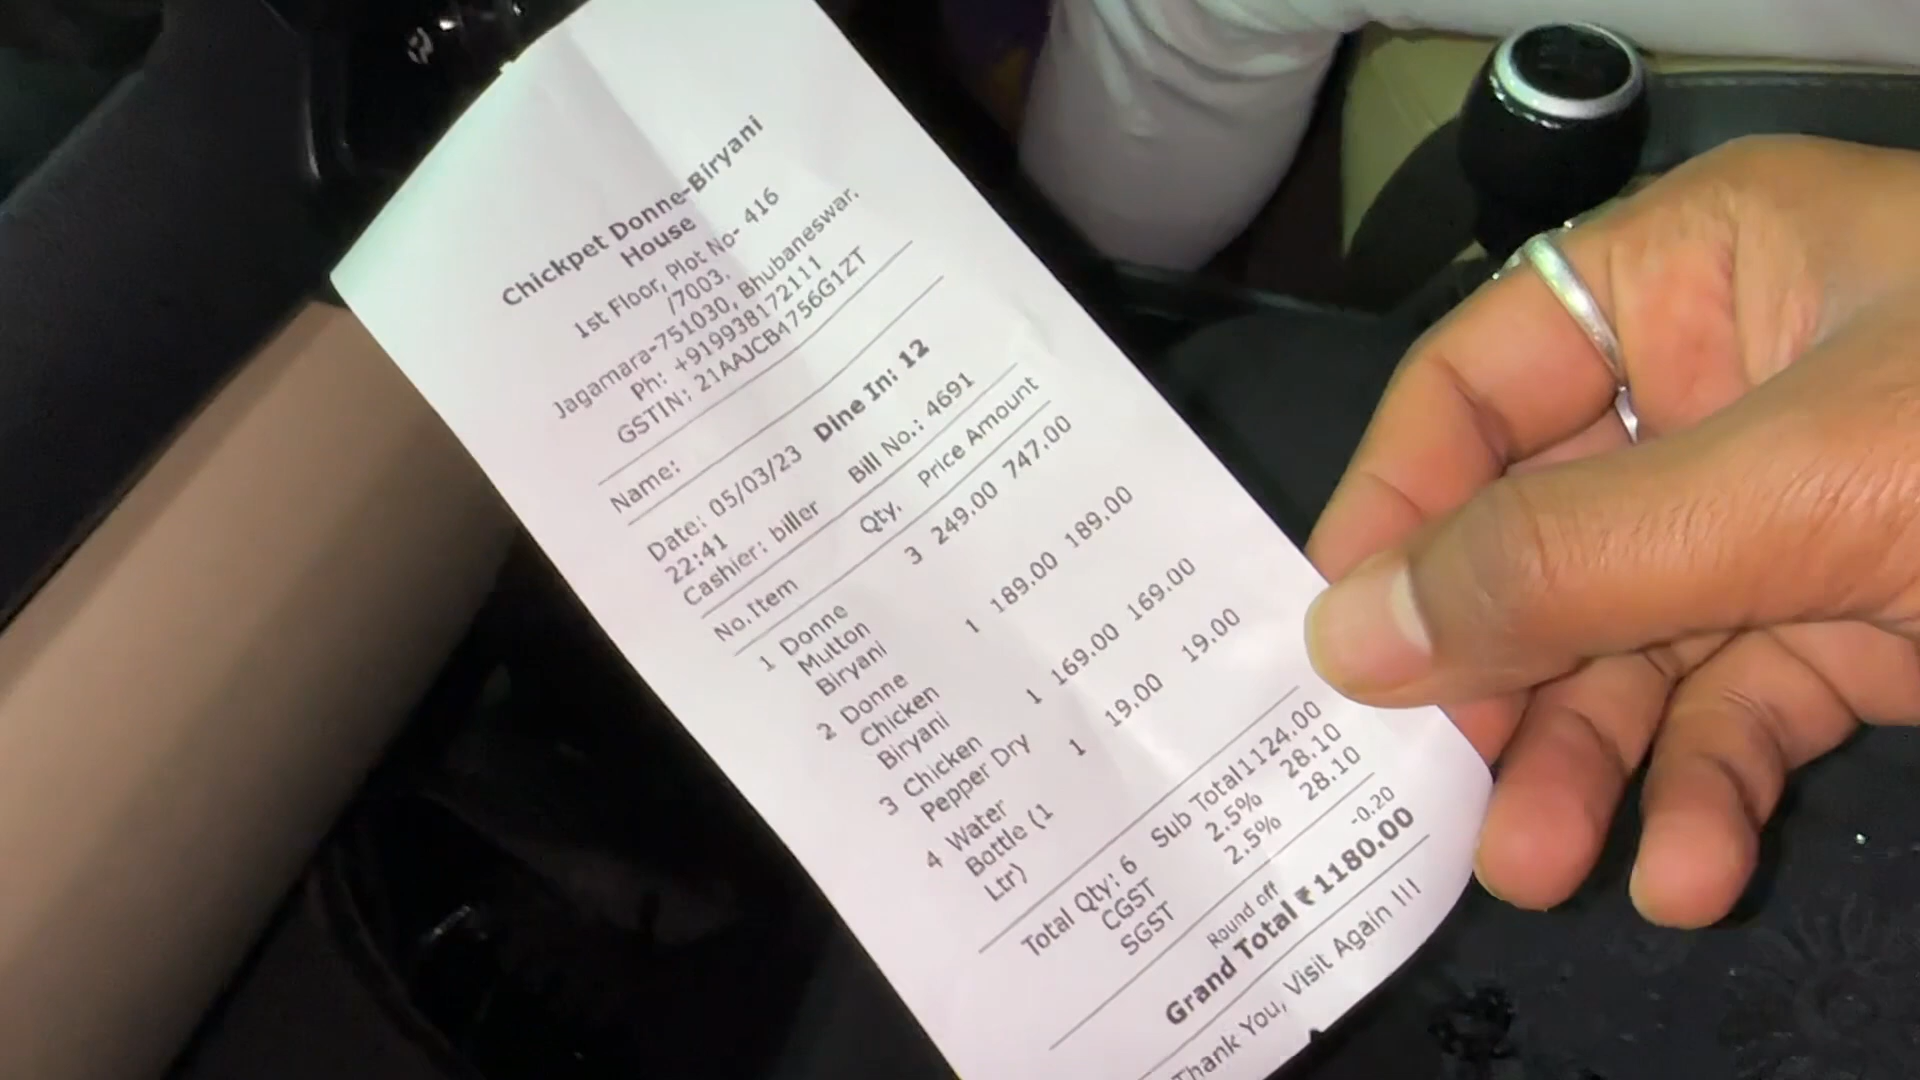 Chickpet Donne-Biryani
House
1st Floor, Plot No- 416
/7003,
Jagamara-751030, Bhubaneswar.
Ph: +919938172111
GSTIN: 21AAJCB4756G1ZT
Name:
Date: 05/03/23 Dine In: 12
22:41
Cashier: biller Bill No.: 4691
No.Item Qty. Price Amount
1 Donne 3 249.00 747.00
Mutton
Biryani
2 Donne 1 189.00 189.00
Chicken
Biryani
3 Chicken 1 169.00 169.00
Pepper Dry
4 Water 1 19.00 19.00
Bottle (1
Ltr)
Total Qty: 6 Sub Total 1124.00
CGST 2.5% 28.10
SGST 2.5% 28.10
Round off -0.20
Grand Total ₹1180.00
Thank You, Visit Again !!!